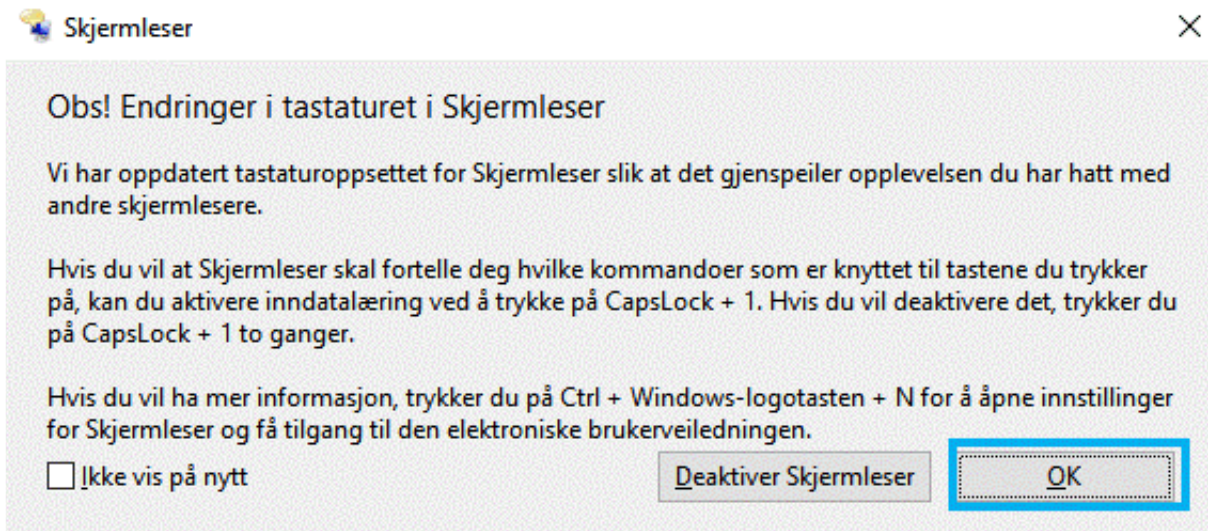 Skjermleser
Obs! Endringer i tastaturet i Skjermleser
Vi har oppdatert tastaturoppsettet for Skjermleser slik at det gjenspeiler opplevelsen du har hatt med
andre skjermlesere.
Hvis du vil at Skjermleser skal fortelle deg hvilke kommandoer som er knyttet til tastene du trykker
på, kan du aktivere inndatalæring ved å trykke på CapsLock + 1. Hvis du vil deaktivere det, trykker du
på CapsLock + 1 to ganger.
Hvis du vil ha mer informasjon, trykker du på Ctrl + Windows-logotasten + N for å åpne innstillinger
for Skjermleser og få tilgang til den elektroniske brukerveiledningen.
Ikke vis på nytt
Deaktiver Skjermleser
OK